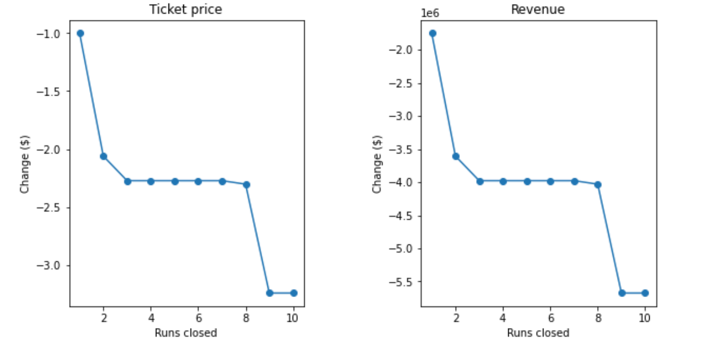 Ticket price
−1.0
−1.5
−2.0
−2.5
−3.0
Change ($)
2 4 6 8 10
Runs closed
Revenue
1e6
−2.0
−2.5
−3.0
−3.5
−4.0
−4.5
−5.0
−5.5
Change ($)
2 4 6 8 10
Runs closed